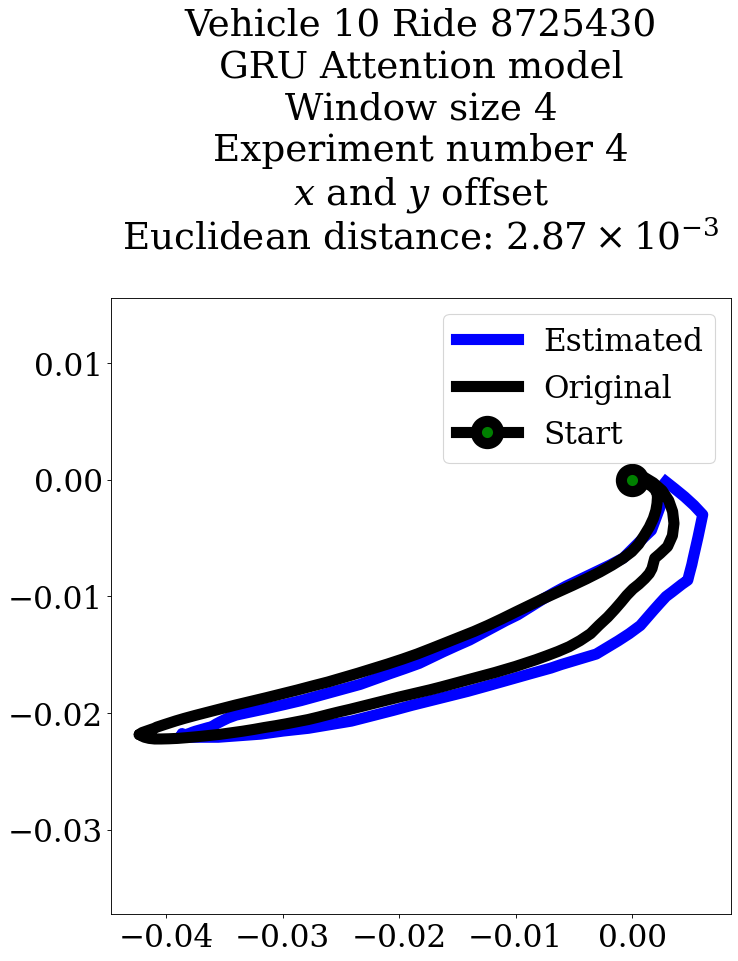 Vehicle 10 Ride 8725430
GRU Attention model
Window size 4
Experiment number 4
x and y offset
Euclidean distance: 2.87 × 10⁻³
Estimated
Original
Start
0.01
0.00
−0.01
−0.02
−0.03
−0.04 −0.03 −0.02 −0.01 0.00